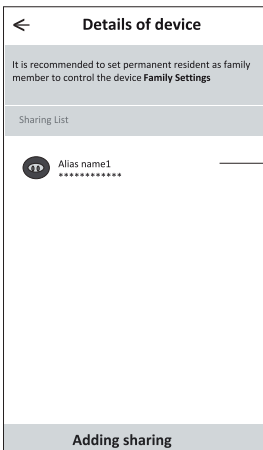 Details of device
It is recommended to set permanent resident as family
member to control the device Family Settings
Sharing List
Alias name1
************
Adding sharing